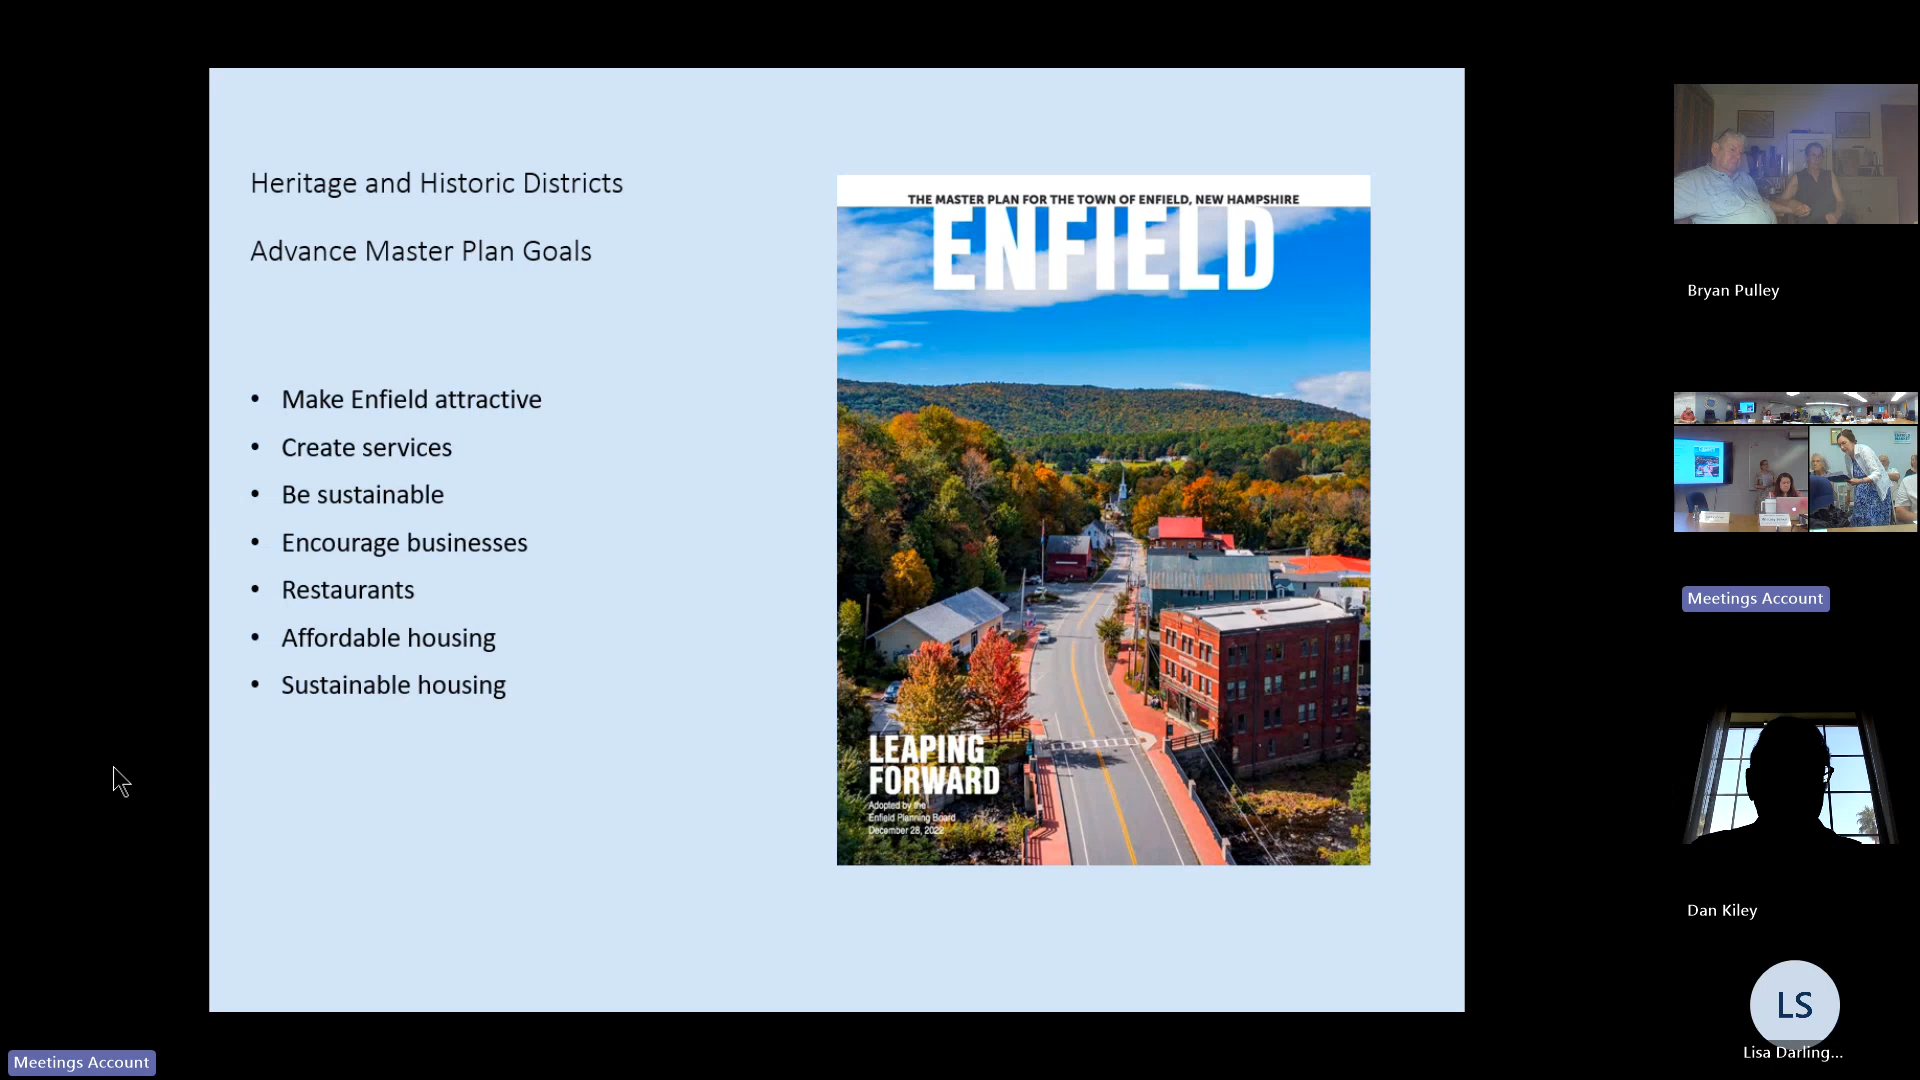 Heritage and Historic Districts
Advance Master Plan Goals
• Make Enfield attractive
• Create services
• Be sustainable
• Encourage businesses
• Restaurants
• Affordable housing
• Sustainable housing
THE MASTER PLAN FOR THE TOWN OF ENFIELD, NEW HAMPSHIRE
ENFIELD
LEAPING
FORWARD
Adopted by the
Enfield Planning Board
December 28, 2022
Bryan Pulley
Meetings Account
Dan Kiley
LS
Lisa Darling...
Meetings Account